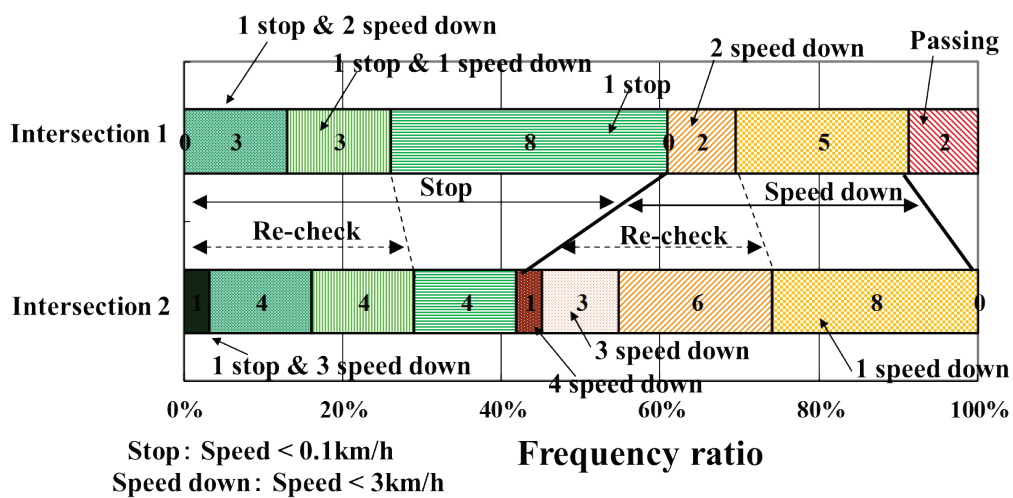 1 stop & 2 speed down
1 stop & 1 speed down
2 speed down
Passing
1 stop
Intersection 1
0 3 3 8 0 2 5 2
Stop
Speed down
Re-check
Re-check
Intersection 2
1 4 4 4 1 3 6 8 0
1 stop & 3 speed down
3 speed down
4 speed down
1 speed down
0% 20% 40% 60% 80% 100%
Stop: Speed < 0.1km/h
Frequency ratio
Speed down: Speed < 3km/h